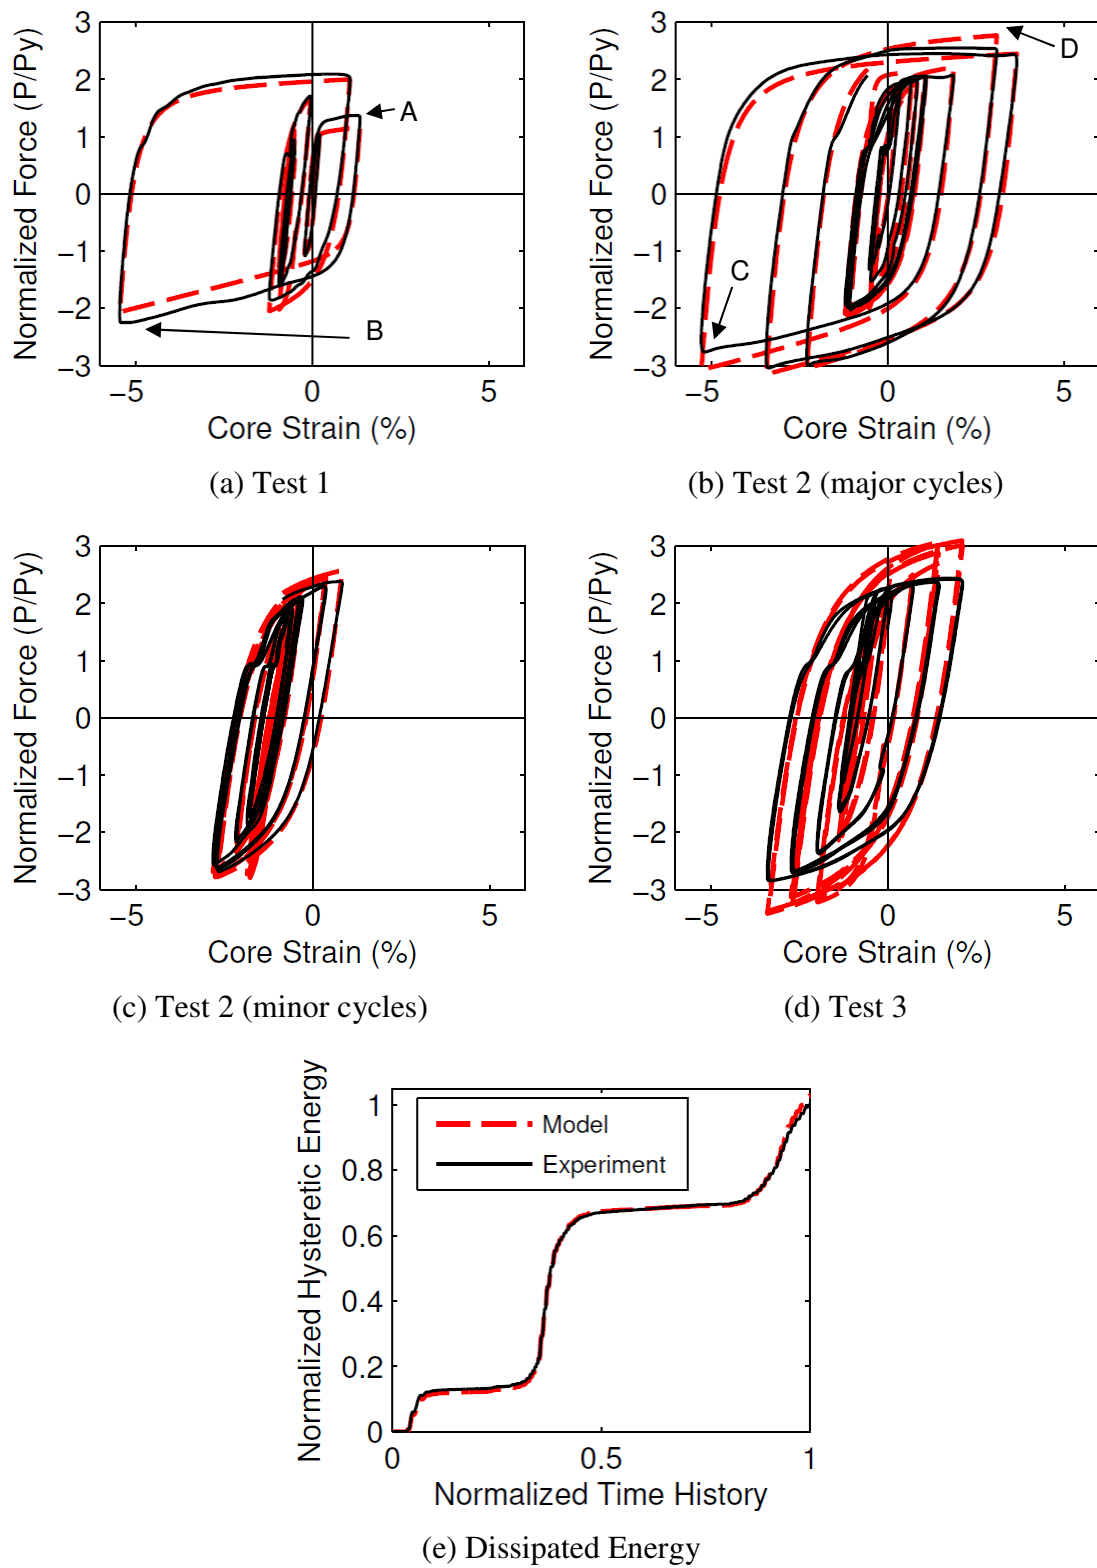 3
2
1
0
−1
−2
−3
−5 0 5
Normalized Force (P/Py)
Core Strain (%)
A
B
(a) Test 1
3
2
1
0
−1
−2
−3
−5 0 5
Normalized Force (P/Py)
Core Strain (%)
D
C
(b) Test 2 (major cycles)
3
2
1
0
−1
−2
−3
−5 0 5
Normalized Force (P/Py)
Core Strain (%)
(c) Test 2 (minor cycles)
3
2
1
0
−1
−2
−3
−5 0 5
Normalized Force (P/Py)
Core Strain (%)
(d) Test 3
1
0.8
0.6
0.4
0.2
0
0 0.5 1
Normalized Hysteretic Energy
Model
Experiment
Normalized Time History
(e) Dissipated Energy